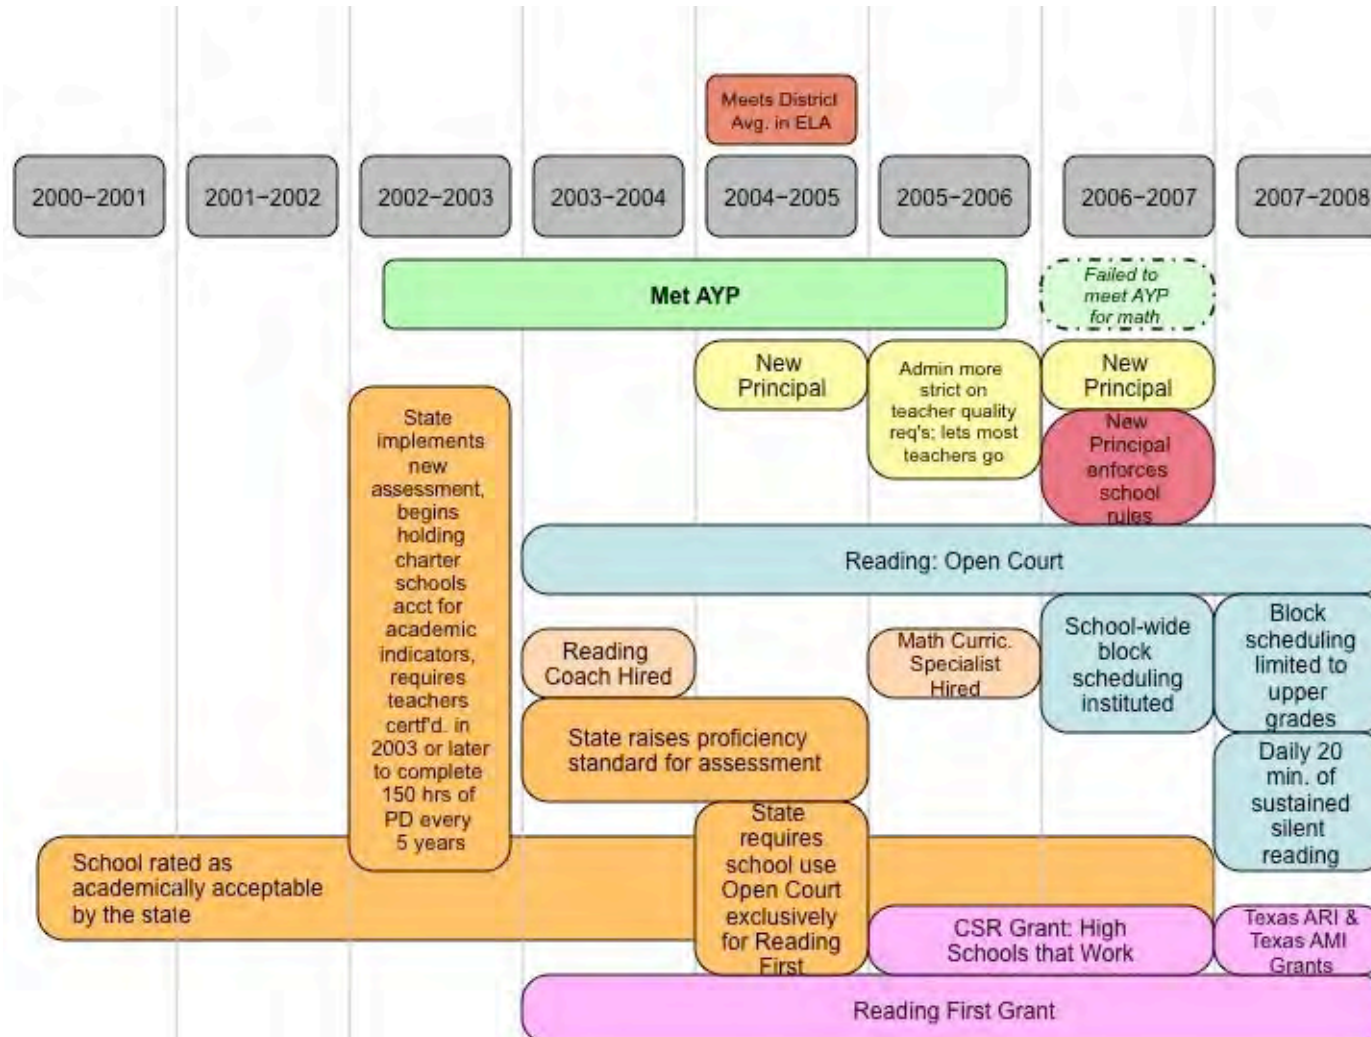 Meets District
Avg. in ELA
2000−2001
2001−2002
2002−2003
2003−2004
2004−2005
2005−2006
2006−2007
2007−2008
Met AYP
Failed to
meet AYP
for math
New
Principal
Admin more
strict on
teacher quality
req's; lets most
teachers go
New
Principal
New
Principal
enforces
school
rules
State
implements
new
assessment,
begins
holding
charter
schools
acct for
academic
indicators,
requires
teachers
certf'd. in
2003 or later
to complete
150 hrs of
PD every
5 years
Reading: Open Court
Reading
Coach Hired
Math Curric.
Specialist
Hired
School-wide
block
scheduling
instituted
Block
scheduling
limited to
upper
grades
State raises proficiency
standard for assessment
Daily 20
min. of
sustained
silent
reading
State
requires
school use
Open Court
exclusively
for Reading
First
School rated as
academically acceptable
by the state
CSR Grant: High
Schools that Work
Texas ARI &
Texas AMI
Grants
Reading First Grant